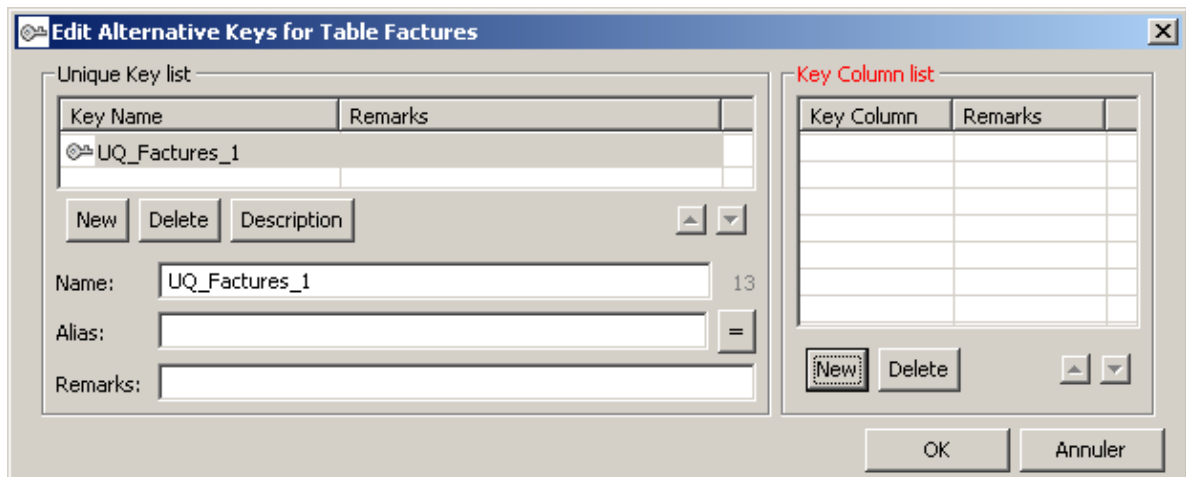 Edit Alternative Keys for Table Factures
Unique Key list
Key Name Remarks
UQ_Factures_1
New Delete Description
Name: UQ_Factures_1 13
Alias: =
Remarks:
Key Column list
Key Column Remarks
New Delete
OK Annuler